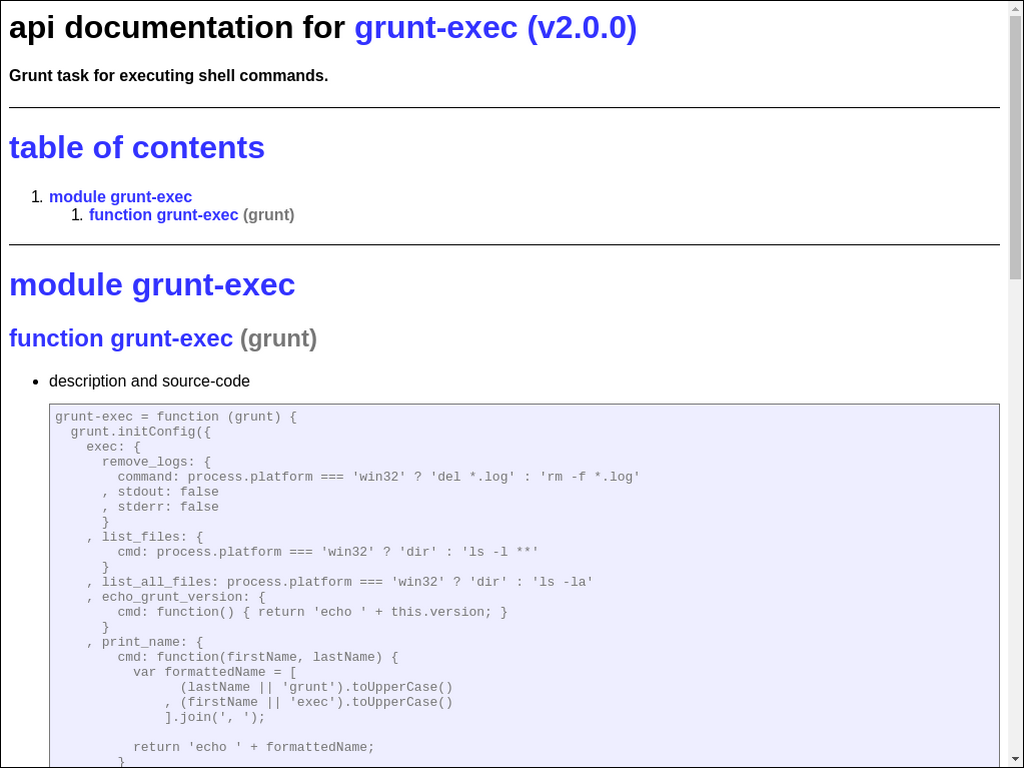 api documentation for grunt-exec (v2.0.0)
Grunt task for executing shell commands.
table of contents
1. module grunt-exec
1. function grunt-exec (grunt)
module grunt-exec
function grunt-exec (grunt)
• description and source-code
grunt-exec = function (grunt) {
  grunt.initConfig({
    exec: {
      remove_logs: {
        command: process.platform === 'win32' ? 'del *.log' : 'rm -f *.log'
      , stdout: false
      , stderr: false
      }
    , list_files: {
        cmd: process.platform === 'win32' ? 'dir' : 'ls -l **'
      }
    , list_all_files: process.platform === 'win32' ? 'dir' : 'ls -la'
    , echo_grunt_version: {
        cmd: function() { return 'echo ' + this.version; }
      }
    , print_name: {
        cmd: function(firstName, lastName) {
          var formattedName = [
                (lastName || 'grunt').toUpperCase()
              , (firstName || 'exec').toUpperCase()
              ].join(', ');

          return 'echo ' + formattedName;
        }